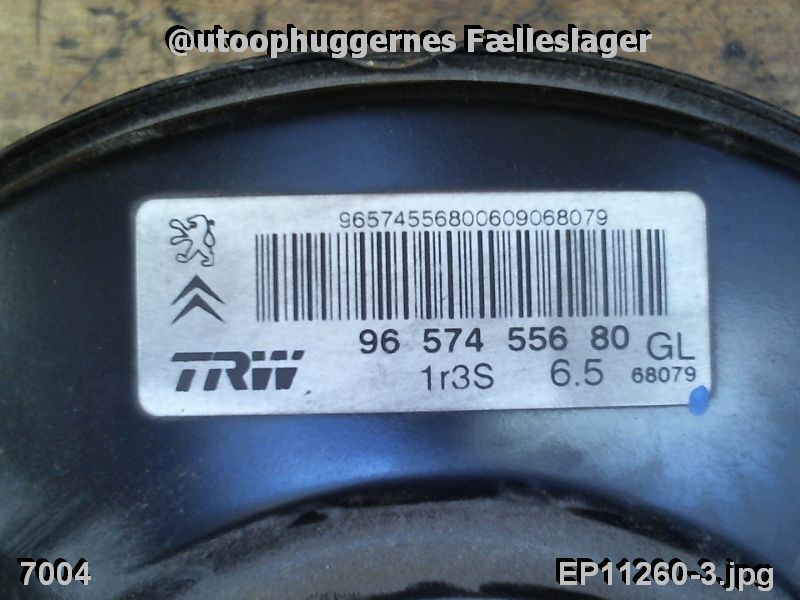 @utoophuggernes Fælleslager
96574556800609068079
96 574 556 80 GL
TRW 1r3S 6.5 68079
7004
EP11260-3.jpg